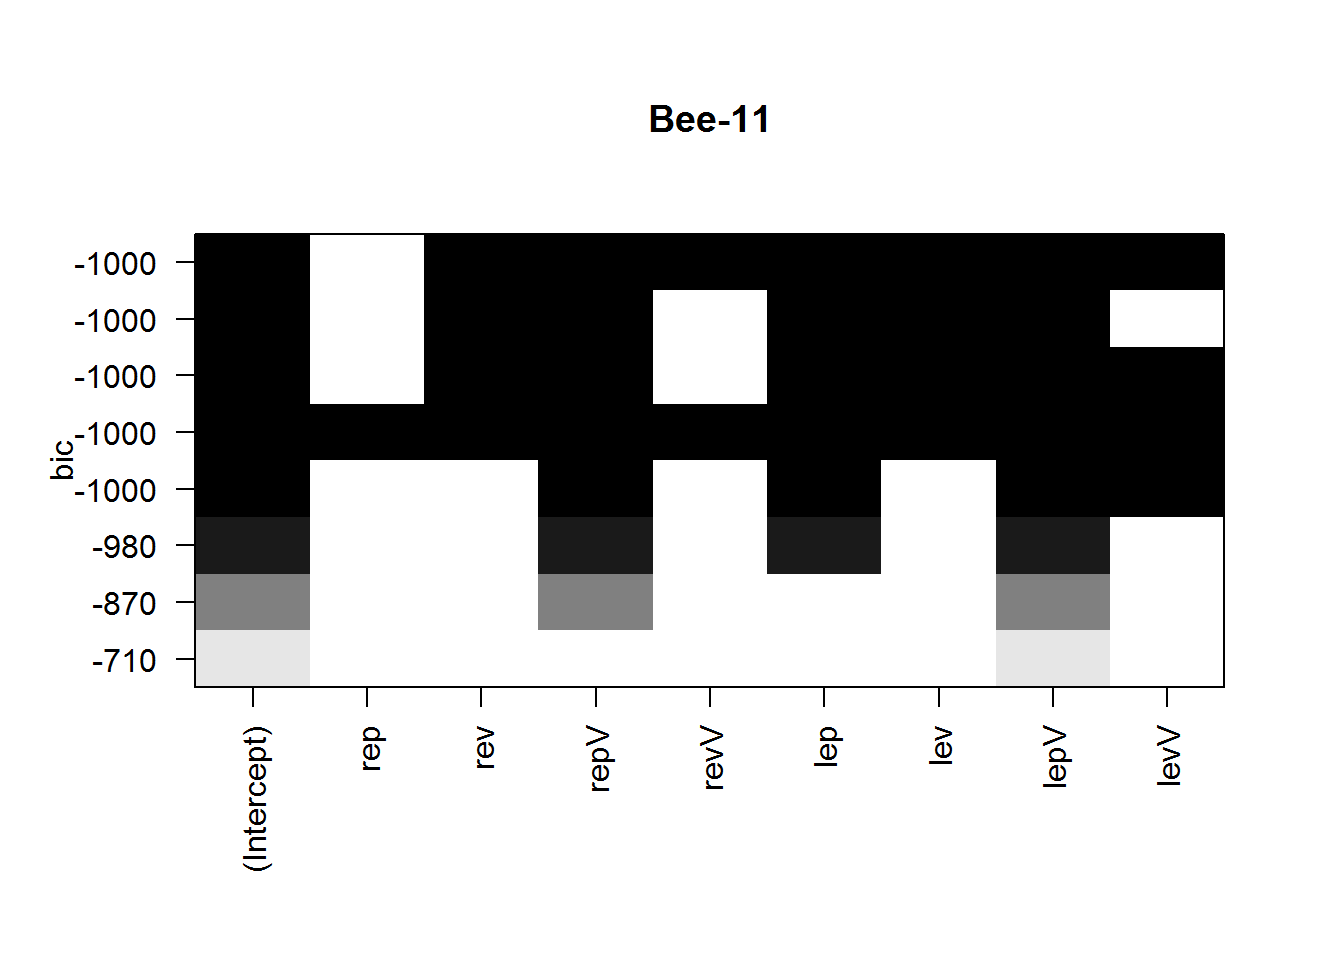 Bee-11
bic
-1000
-1000
-1000
-1000
-1000
-980
-870
-710
(Intercept)
rep
rev
repV
revV
lep
lev
lepV
levV